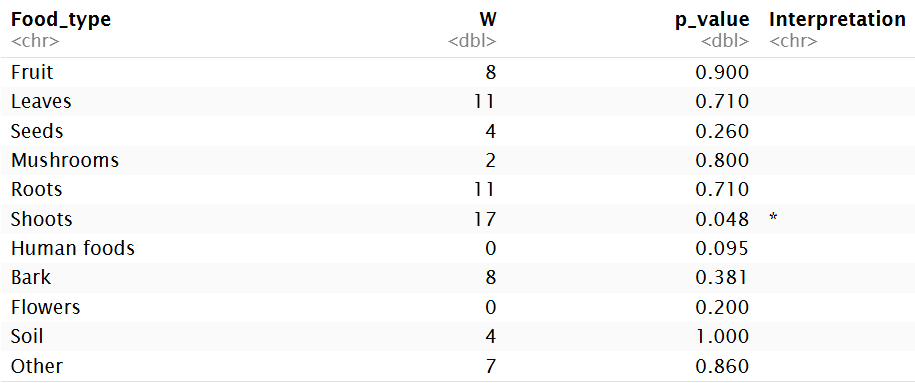 Food_type W p_value Interpretation
<chr> <dbl> <dbl> <chr>
Fruit 8 0.900
Leaves 11 0.710
Seeds 4 0.260
Mushrooms 2 0.800
Roots 11 0.710
Shoots 17 0.048 *
Human foods 0 0.095
Bark 8 0.381
Flowers 0 0.200
Soil 4 1.000
Other 7 0.860